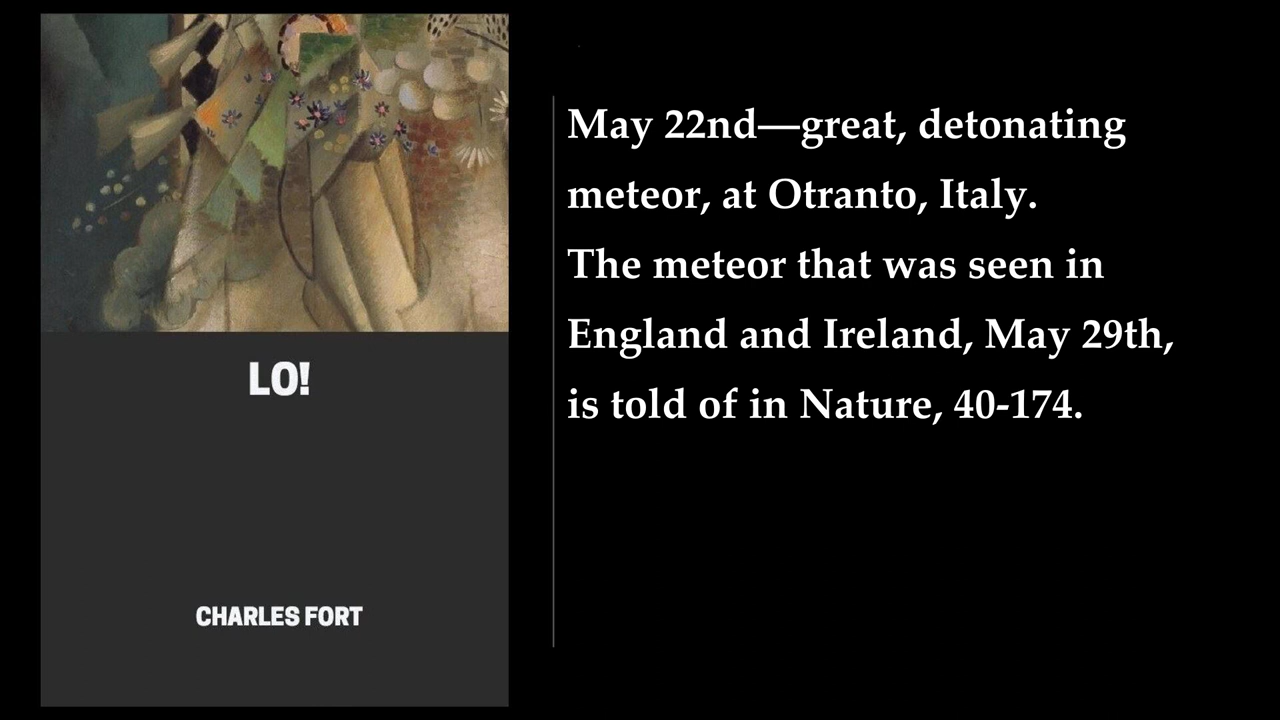 LO!
CHARLES FORT
May 22nd—great, detonating
meteor, at Otranto, Italy.
The meteor that was seen in
England and Ireland, May 29th,
is told of in Nature, 40-174.